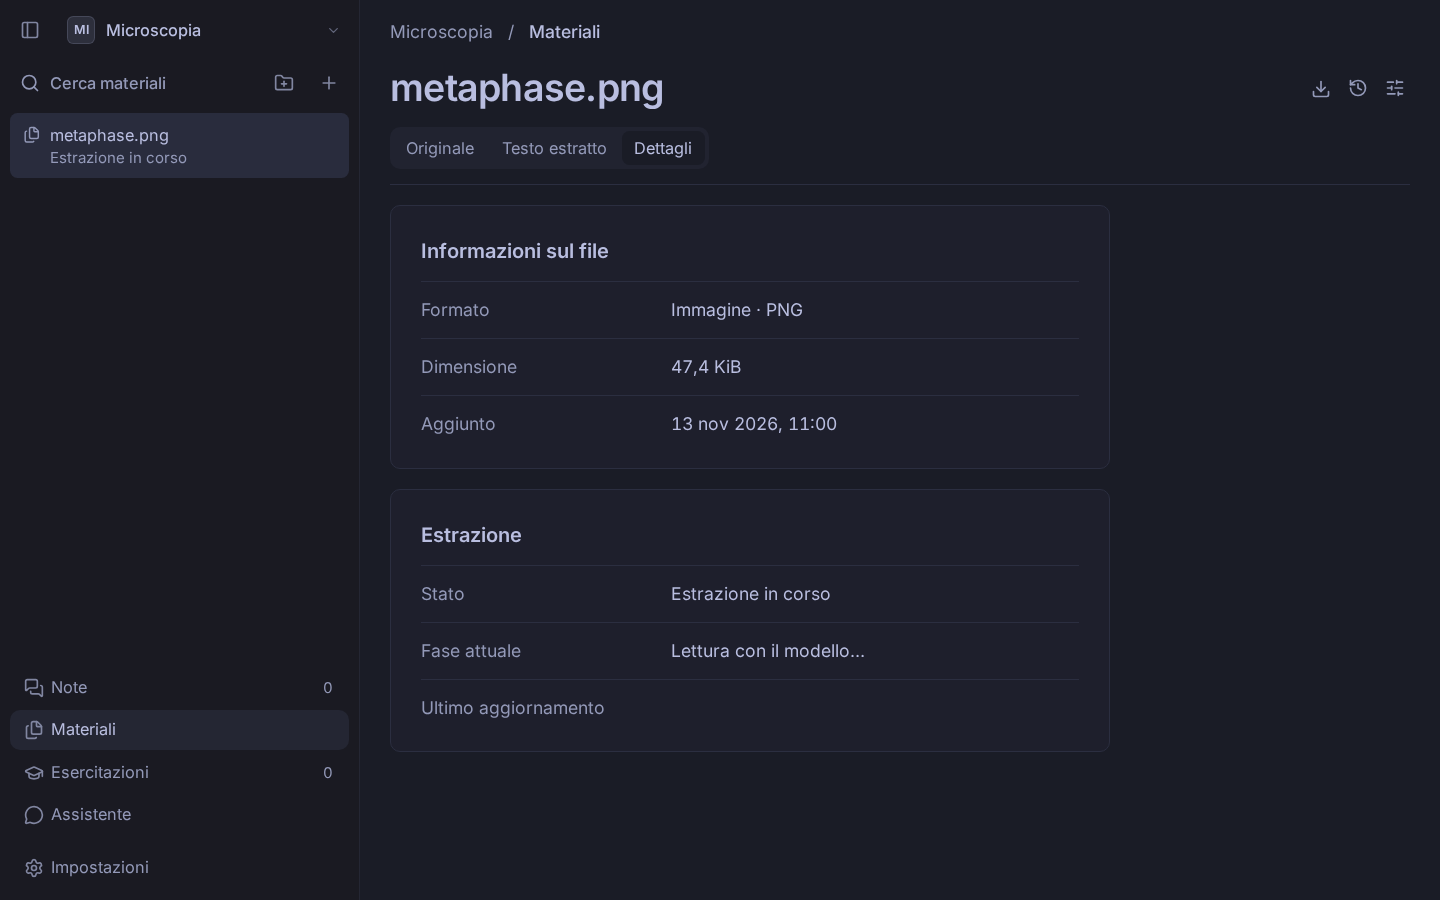 MI Microscopia
Cerca materiali
metaphase.png
Estrazione in corso
Note 0
Materiali
Esercitazioni 0
Assistente
Impostazioni
Microscopia / Materiali
metaphase.png
Originale Testo estratto Dettagli
Informazioni sul file
Formato Immagine · PNG
Dimensione 47,4 KiB
Aggiunto 13 nov 2026, 11:00
Estrazione
Stato Estrazione in corso
Fase attuale Lettura con il modello...
Ultimo aggiornamento